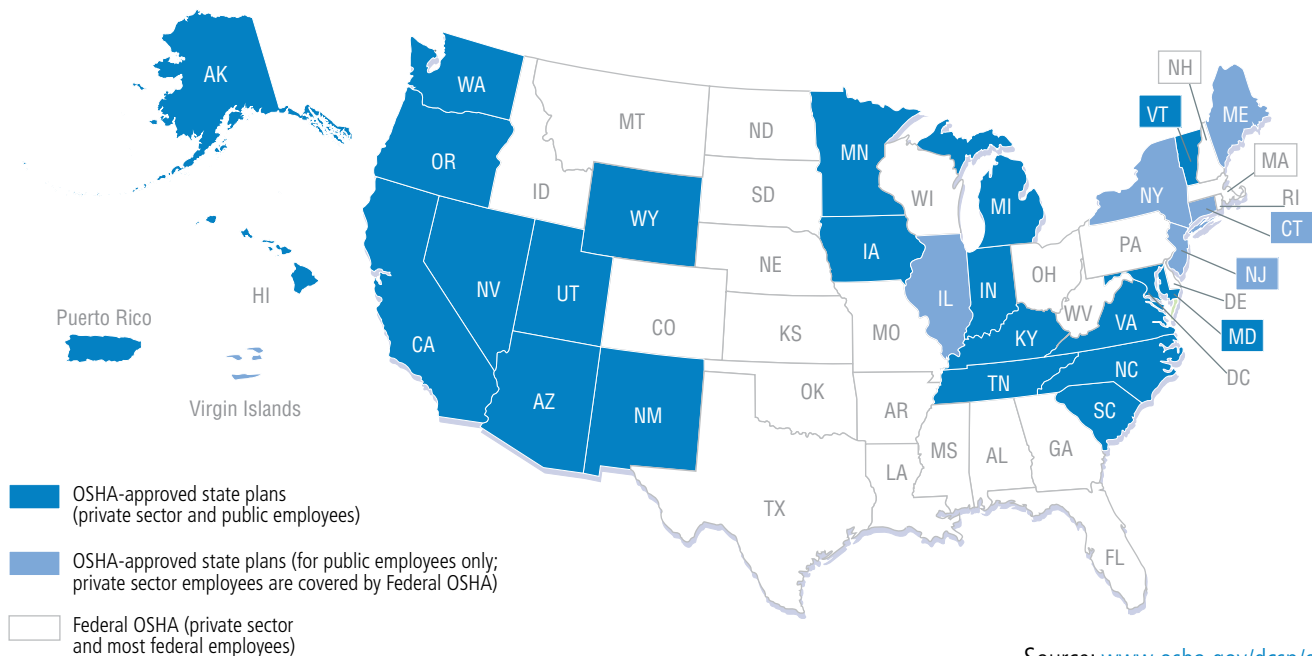 AK
WA
MT
ND
MN
OR
ID
SD
WI
MI
NH
VT
ME
MA
NY
RI
CT
WY
IA
NE
PA
NJ
HI
NV
UT
IL
IN
OH
DE
Puerto Rico
CA
CO
KS
MO
WV
VA
KY
MD
DC
Virgin Islands
AZ
NM
OK
AR
TN
NC
SC
MS
AL
GA
LA
TX
FL
OSHA-approved state plans
(private sector and public employees)
OSHA-approved state plans (for public employees only;
private sector employees are covered by Federal OSHA)
Federal OSHA (private sector
and most federal employees)